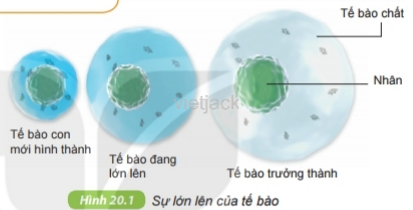 Tế bào chất
Nhân
Tế bào con
mới hình thành
Tế bào đang
lớn lên
Tế bào trưởng thành
Hình 20.1 Sự lớn lên của tế bào